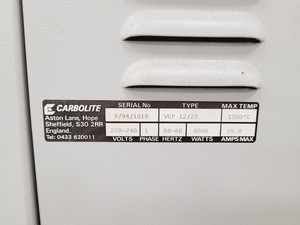 CARBOLITE
Aston Lane, Hope
Sheffield, S30 2RR
England.
Tel: 0433 620011
SERIAL No TYPE MAX TEMP
9/94/1818 VCF 12/23 1200°C
220-240 1 50-60 6000 25.0
VOLTS PHASE HERTZ WATTS AMPS MAX